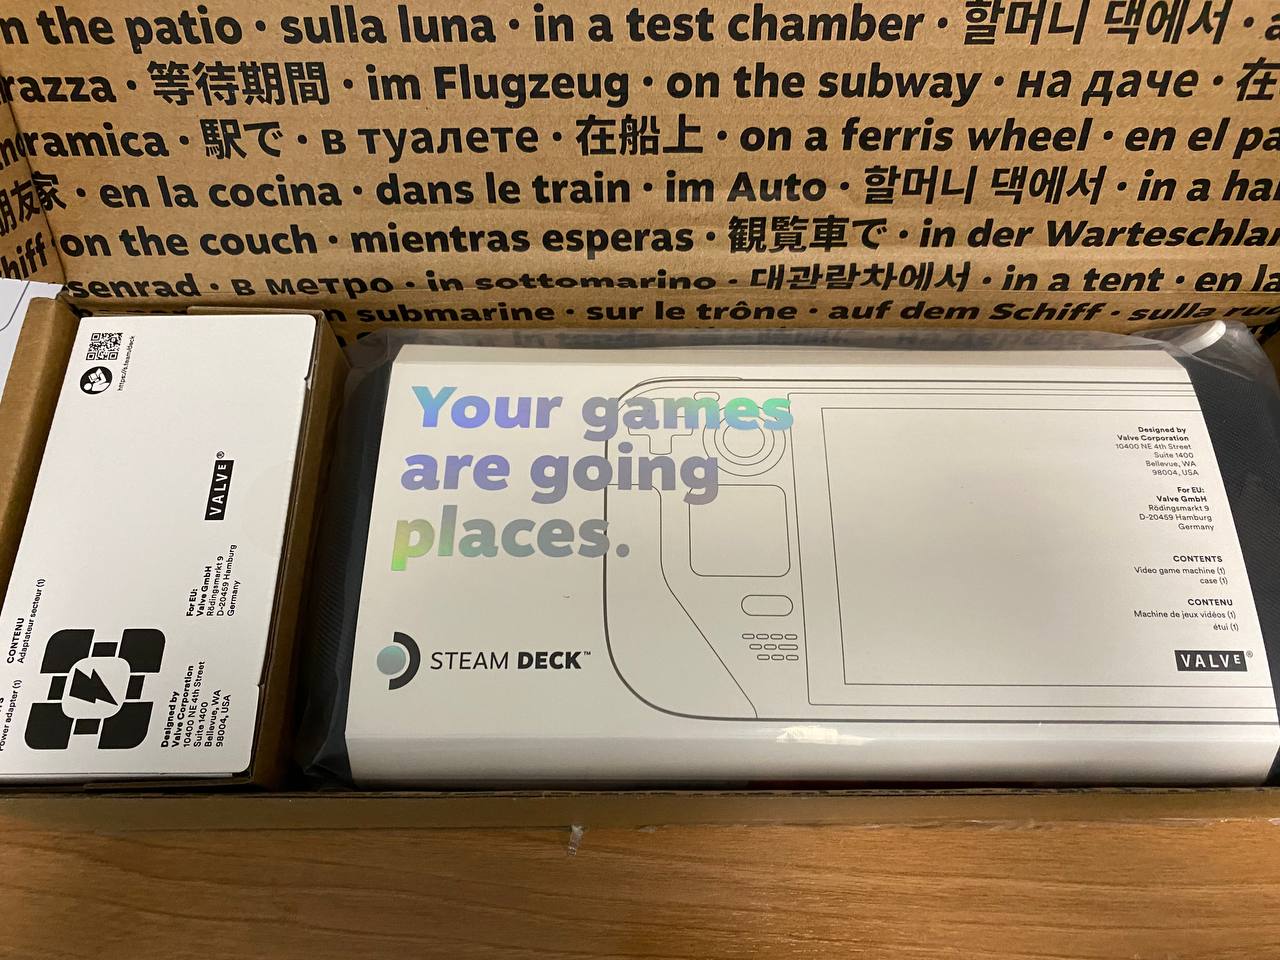 n the patio · sulla luna · in a test chamber · 할머니 댁에서 ·
razza · 等待期間 · im Flugzeug · on the subway · на даче · 在
ramica · 駅で · в туалете · 在船上 · on a ferris wheel · en el pa
朋友家 · en la cocina · dans le train · im Auto · 할머니 댁에서 · in a ha
hiff on the couch · mientras esperas · 観覧車で · in der Warteschlan
senrad · в метро · in sottomarino · 대관람차에서 · in a tent · en la
n submarine · sur le trône · auf dem Schiff · sulla ruo
https://s.team/deck
VALVE®
For EU:
Valve GmbH
Rödingsmarkt 9
D-20459 Hamburg
Germany
CONTENU
Adaptateur secteur (1)
Power adapter (1)
Designed by
Valve Corporation
10400 NE 4th Street
Suite 1400
Bellevue, WA
98004, USA
Your games
are going
places.
STEAM DECK™
Designed by
Valve Corporation
10400 NE 4th Street
Suite 1400
Bellevue, WA
98004, USA
For EU:
Valve GmbH
Rödingsmarkt 9
D-20459 Hamburg
Germany
CONTENTS
Video game machine (1)
case (1)
CONTENU
Machine de jeux vidéos (1)
étui (1)
VALVE®